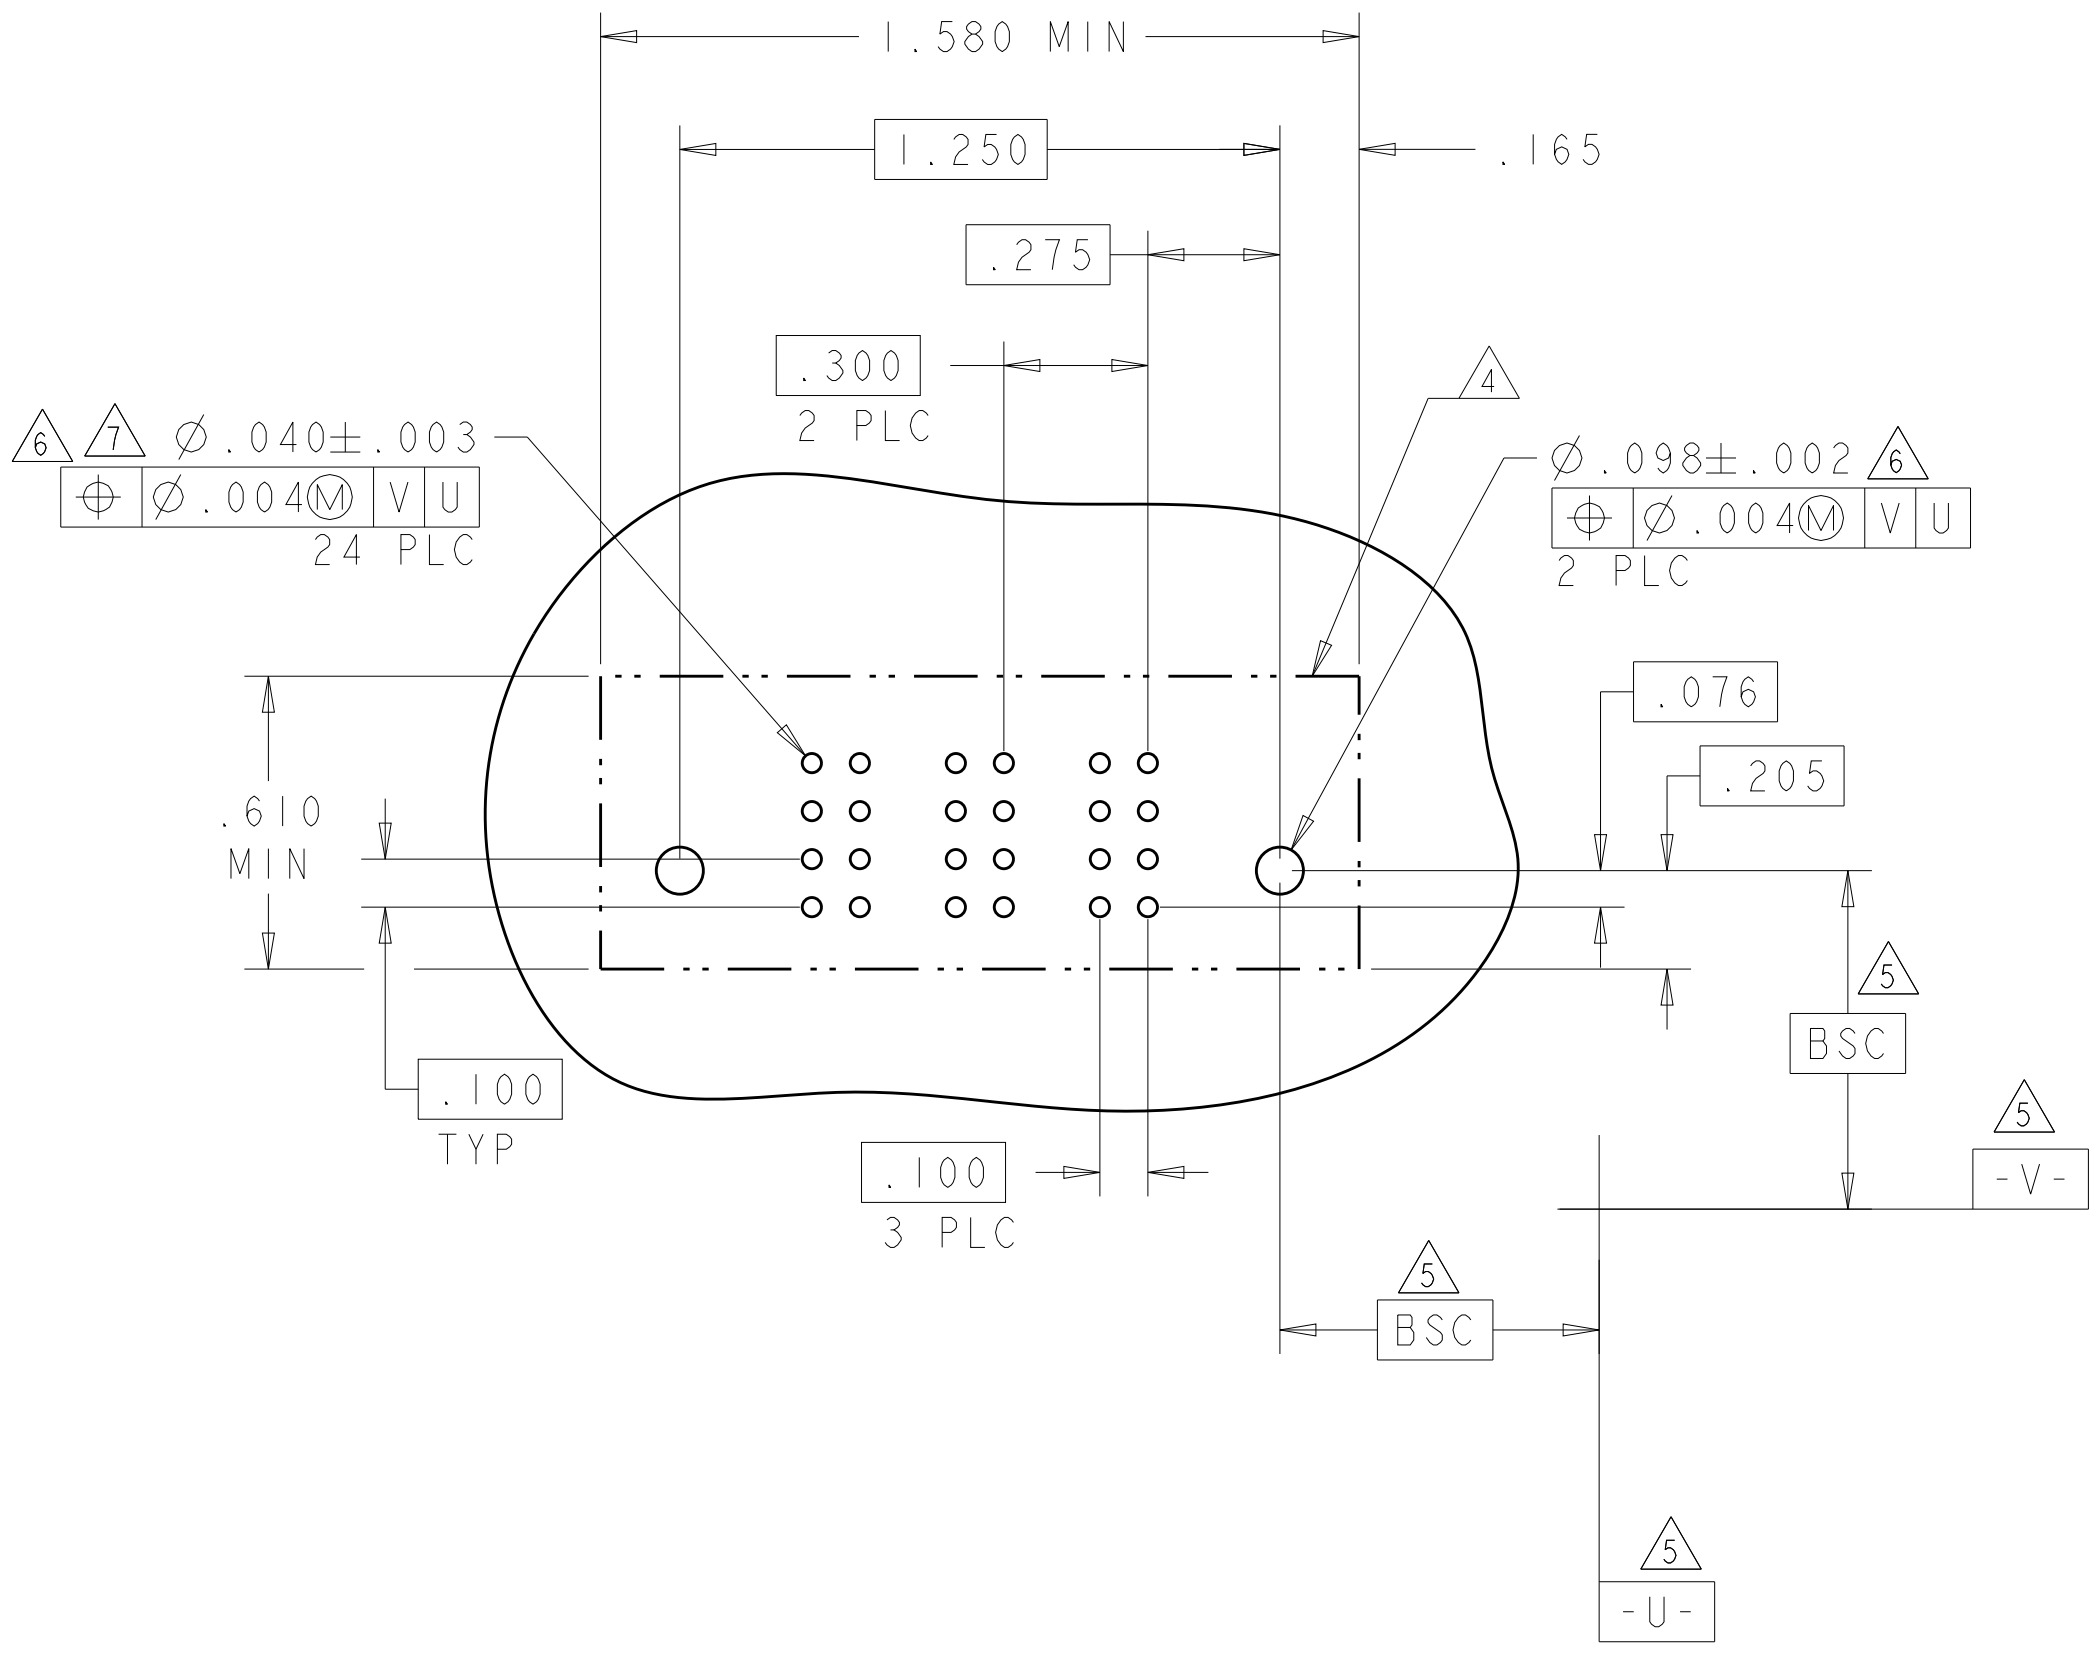 1.580 MIN
1.250
.165
.275
.300
2 PLC
4
6 7 ⌀.040±.003
⌖ ⌀.004Ⓜ V U
24 PLC
⌀.098±.002 6
⌖ ⌀.004Ⓜ V U
2 PLC
.076
.205
.610
MIN
5
BSC
.100
TYP
5
-V-
.100
3 PLC
5
BSC
5
-U-